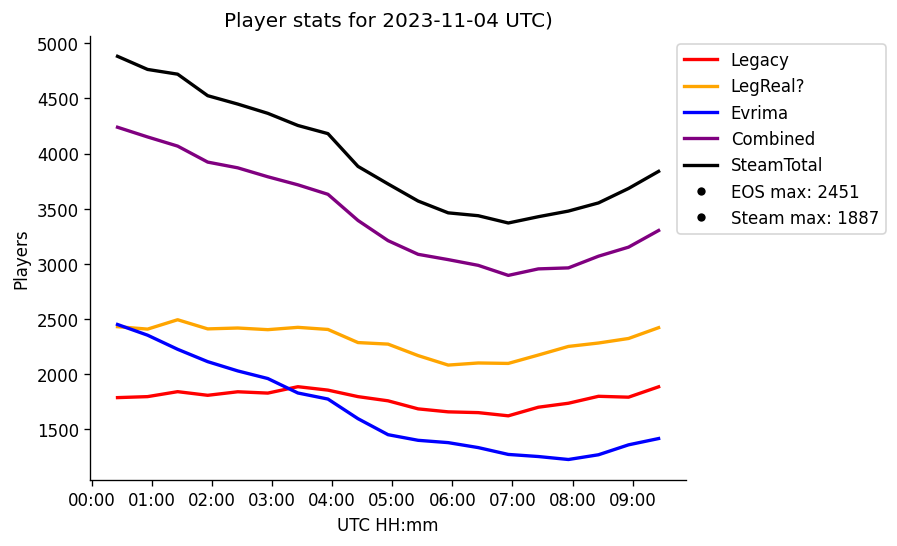 Player stats for 2023-11-04 UTC)
5000
4500
4000
3500
3000
2500
2000
1500
Players
00:00 01:00 02:00 03:00 04:00 05:00 06:00 07:00 08:00 09:00
UTC HH:mm
Legacy
LegReal?
Evrima
Combined
SteamTotal
EOS max: 2451
Steam max: 1887